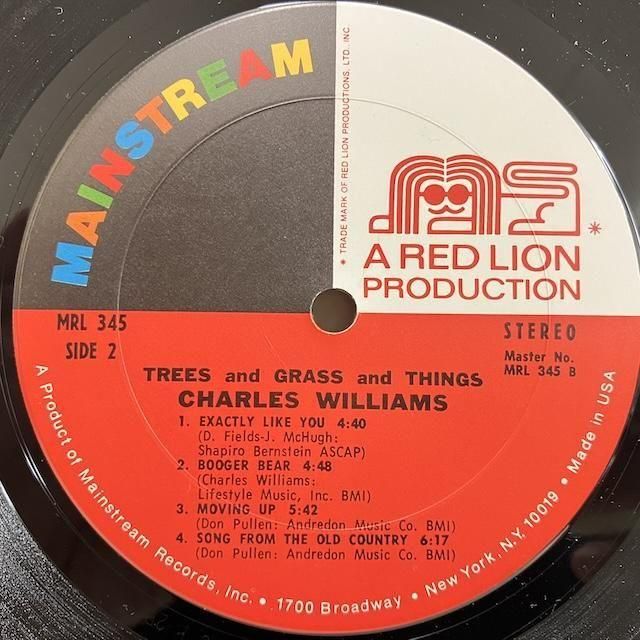 MAINSTREAM
* TRADE MARK OF RED LION PRODUCTIONS, LTD., INC.
*
A RED LION
PRODUCTION
MRL 345
SIDE 2
STEREO
Master No.
MRL 345 B
TREES and GRASS and THINGS
CHARLES WILLIAMS
1. EXACTLY LIKE YOU 4:40
(D. Fields-J. McHugh:
Shapiro Bernstein ASCAP)
2. BOOGER BEAR 4:48
(Charles Williams:
Lifestyle Music, Inc. BMI)
3. MOVING UP 5:42
(Don Pullen: Andredon Music Co. BMI)
4. SONG FROM THE OLD COUNTRY 6:17
(Don Pullen: Andredon Music Co. BMI)
A Product of Mainstream Records, Inc. • 1700 Broadway • New York, N.Y. 10019 • Made in USA